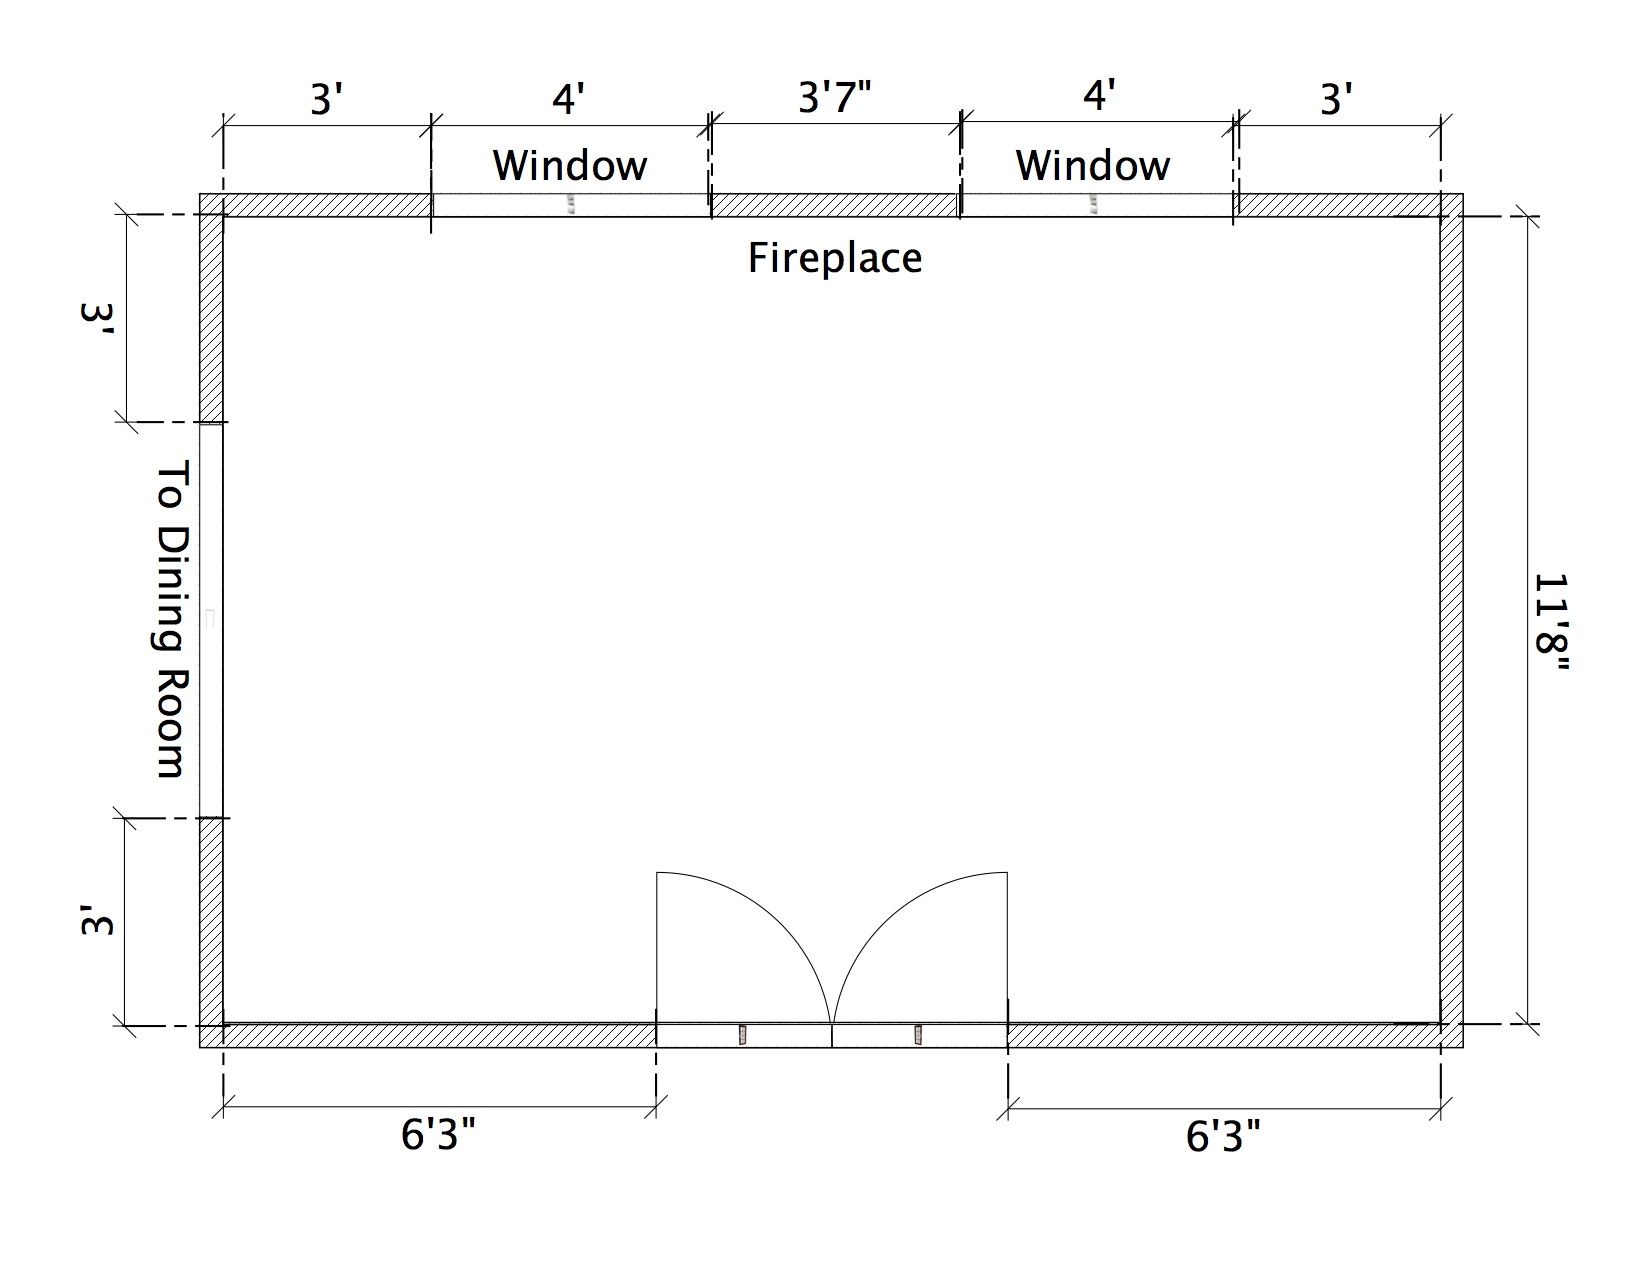 3'
4'
3'7"
4'
3'
Window
Window
Fireplace
3'
To Dining Room
11'8"
3'
6'3"
6'3"